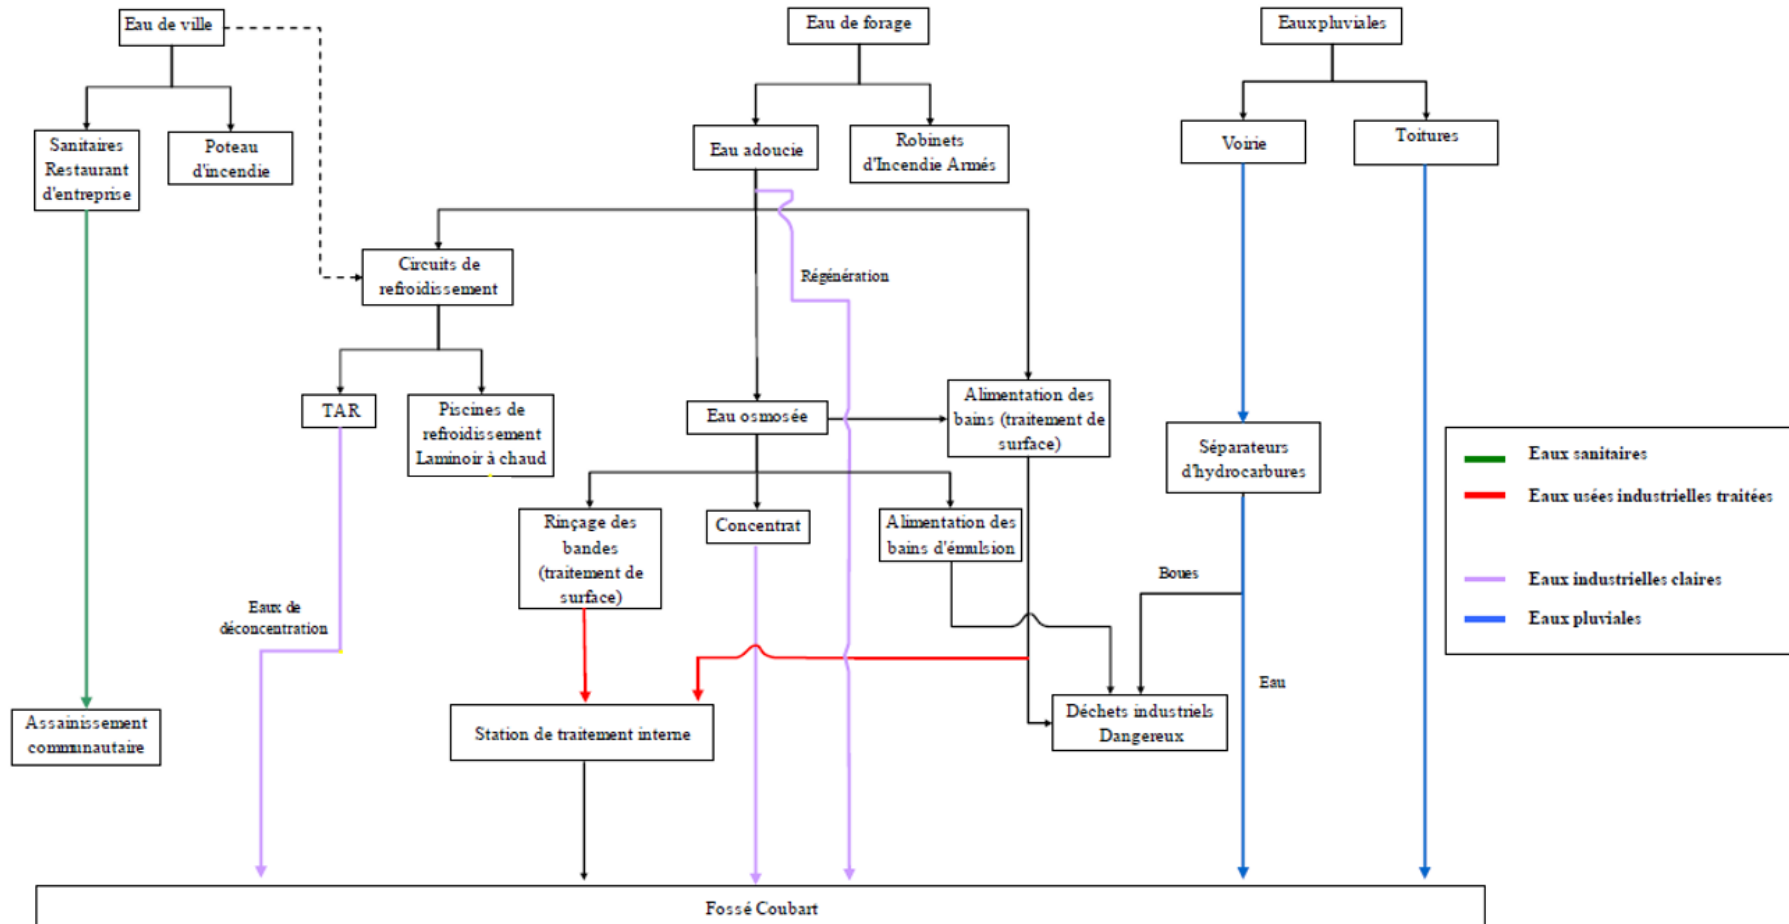 Eau de ville
Eau de forage
Eaux pluviales
Sanitaires
Restaurant
d'entreprise
Poteau
d'incendie
Eau adoucie
Robinets
d'Incendie Armés
Voirie
Toitures
Circuits de
refroidissement
Régénération
TAR
Piscines de
refroidissement
Laminoir à chaud
Eau osmosée
Alimentation des
bains (traitement de
surface)
Séparateurs
d'hydrocarbures
Eaux sanitaires
Eaux usées industrielles traitées
Eaux industrielles claires
Eaux pluviales
Rinçage des
bandes
(traitement de
surface)
Concentrat
Alimentation des
bains d'émulsion
Boues
Eaux de
déconcentration
Eau
Assainissement
communautaire
Station de traitement interne
Déchets industriels
Dangereux
Fossé Coubart